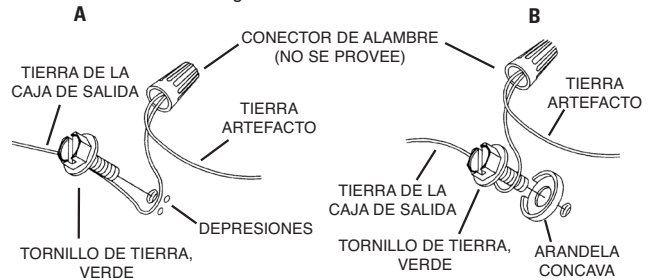 A
B
CONECTOR DE ALAMBRE
(NO SE PROVEE)
TIERRA DE LA
CAJA DE SALIDA
TIERRA
ARTEFACTO
TIERRA
ARTEFACTO
DEPRESIONES
TORNILLO DE TIERRA,
VERDE
TIERRA DE LA
CAJA DE SALIDA
TORNILLO DE TIERRA,
VERDE
ARANDELA
CONCAVA